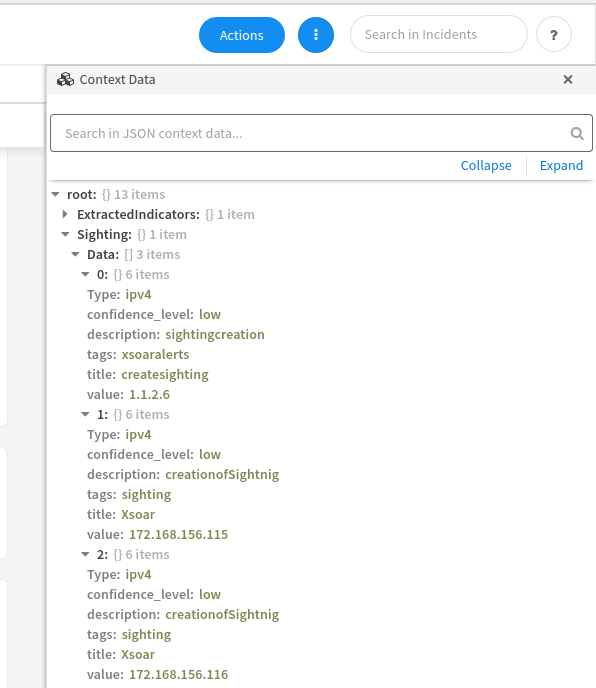 Actions
Search in Incidents
?
Context Data
Search in JSON context data...
Collapse
Expand
root: {} 13 items
ExtractedIndicators: {} 1 item
Sighting: {} 1 item
Data: [] 3 items
0: {} 6 items
Type: ipv4
confidence_level: low
description: sightingcreation
tags: xsoaralerts
title: createsighting
value: 1.1.2.6
1: {} 6 items
Type: ipv4
confidence_level: low
description: creationofSightnig
tags: sighting
title: Xsoar
value: 172.168.156.115
2: {} 6 items
Type: ipv4
confidence_level: low
description: creationofSightnig
tags: sighting
title: Xsoar
value: 172.168.156.116